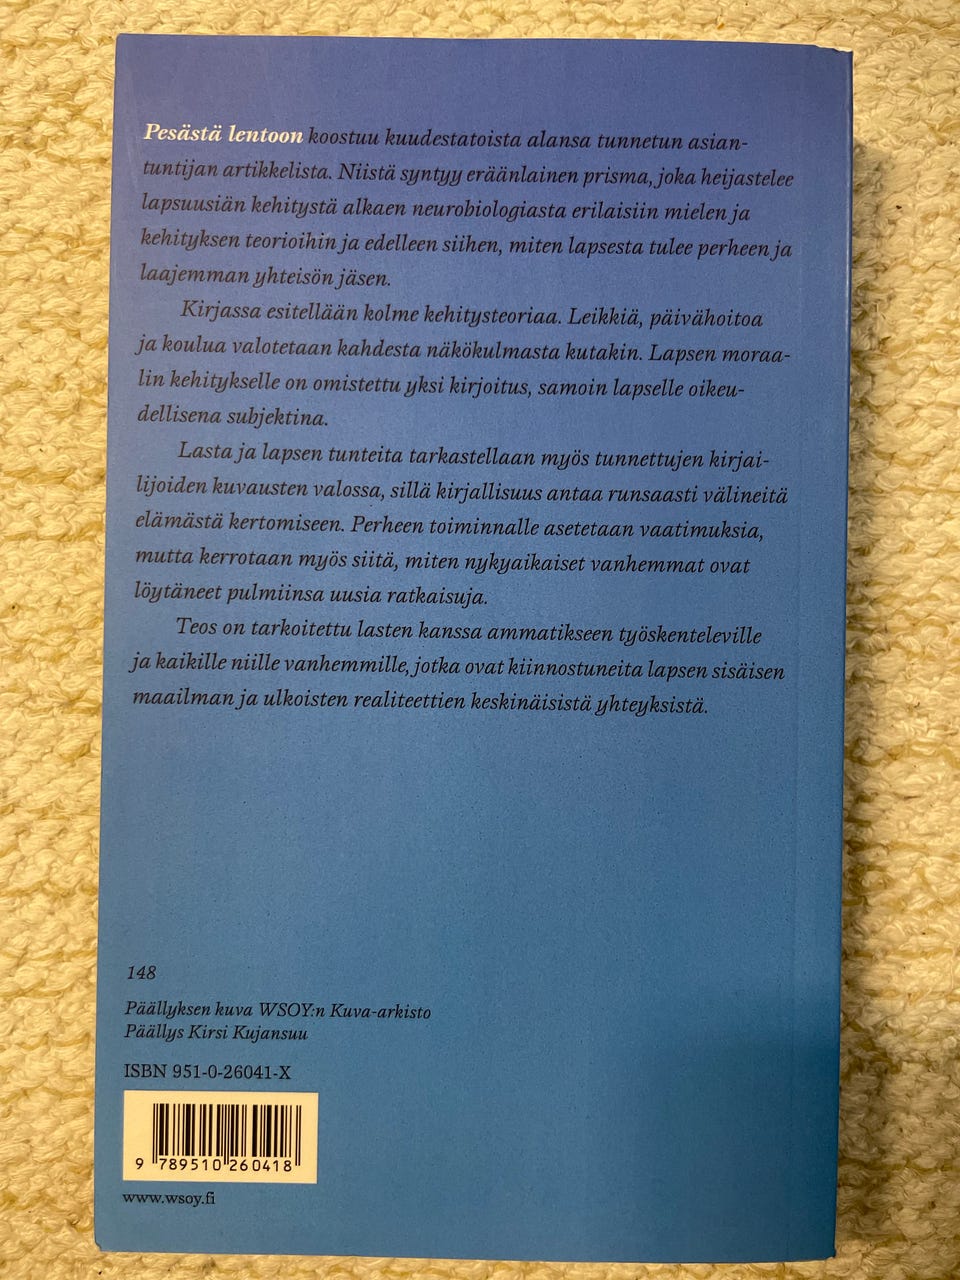 Pesästä lentoon koostuu kuudestatoista alansa tunnetun asian-
tuntijan artikkelista. Niistä syntyy eräänlainen prisma, joka heijastelee
lapsuusiän kehitystä alkaen neurobiologiasta erilaisiin mielen ja
kehityksen teorioihin ja edelleen siihen, miten lapsesta tulee perheen ja
laajemman yhteisön jäsen.
Kirjassa esitellään kolme kehitysteoriaa. Leikkiä, päivähoitoa
ja koulua valotetaan kahdesta näkökulmasta kutakin. Lapsen moraa-
lin kehitykselle on omistettu yksi kirjoitus, samoin lapselle oikeu-
dellisena subjektina.
Lasta ja lapsen tunteita tarkastellaan myös tunnettujen kirjai-
lijoiden kuvausten valossa, sillä kirjallisuus antaa runsaasti välineitä
elämästä kertomiseen. Perheen toiminnalle asetetaan vaatimuksia,
mutta kerrotaan myös siitä, miten nykyaikaiset vanhemmat ovat
löytäneet pulmiinsa uusia ratkaisuja.
Teos on tarkoitettu lasten kanssa ammatikseen työskenteleville
ja kaikille niille vanhemmille, jotka ovat kiinnostuneita lapsen sisäisen
maailman ja ulkoisten realiteettien keskinäisistä yhteyksistä.
148
Päällyksen kuva WSOY:n Kuva-arkisto
Päällys Kirsi Kujansuu
ISBN 951-0-26041-X
9 789510 260418
www.wsoy.fi